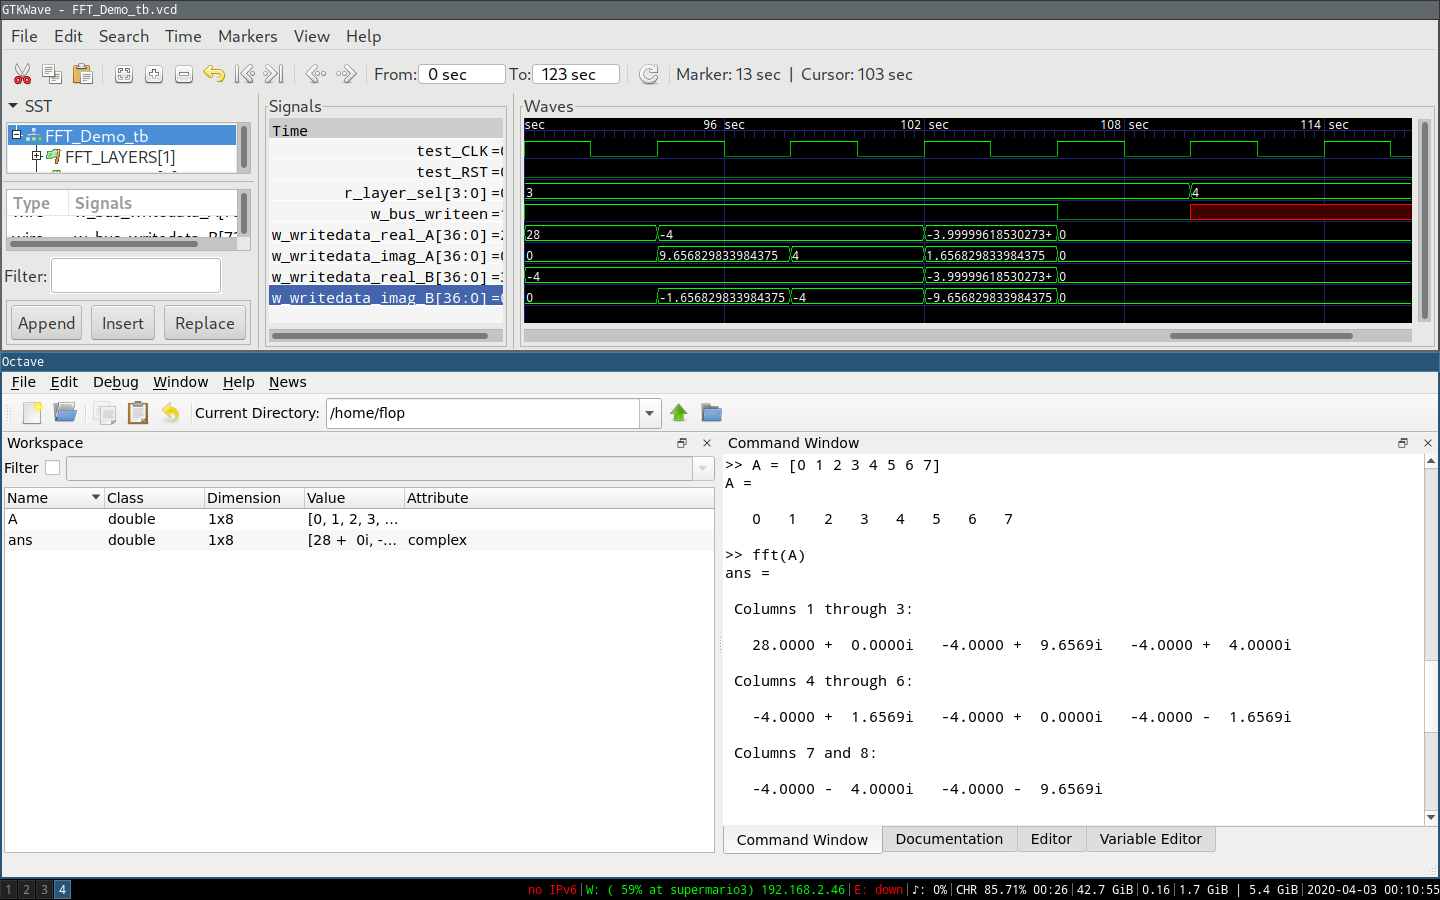 GTKWave - FFT_Demo_tb.vcd
File Edit Search Time Markers View Help
From: 0 sec To: 123 sec Marker: 13 sec | Cursor: 103 sec
SST
FFT_Demo_tb
FFT_LAYERS[1]
Type Signals
Filter:
Append Insert Replace
Signals
Time
test_CLK =
test_RST =
r_layer_sel[3:0] =
w_bus_writeen =
w_writedata_real_A[36:0] =
w_writedata_imag_A[36:0] =
w_writedata_real_B[36:0] =
w_writedata_imag_B[36:0] =
Waves
sec 96 sec 102 sec 108 sec 114 sec
3 4
28 -4 -3.99999618530273+ 0
0 9.656829833984375 4 1.656829833984375 0
-4 -3.99999618530273+ 0
0 -1.656829833984375 -4 -9.656829833984375 0
Octave
File Edit Debug Window Help News
Current Directory: /home/flop
Workspace
Filter
Name Class Dimension Value Attribute
A double 1x8 [0, 1, 2, 3, ...
ans double 1x8 [28 + 0i, -... complex
Command Window
>> A = [0 1 2 3 4 5 6 7]
A =
0 1 2 3 4 5 6 7
>> fft(A)
ans =
Columns 1 through 3:
28.0000 + 0.0000i -4.0000 + 9.6569i -4.0000 + 4.0000i
Columns 4 through 6:
-4.0000 + 1.6569i -4.0000 + 0.0000i -4.0000 - 1.6569i
Columns 7 and 8:
-4.0000 - 4.0000i -4.0000 - 9.6569i
Command Window Documentation Editor Variable Editor
1 2 3 4 no IPv6|W: ( 59% at supermario3) 192.168.2.46|E: down|♪: 0%|CHR 85.71% 00:26|42.7 GiB|0.16|1.7 GiB | 5.4 GiB|2020-04-03 00:10:55